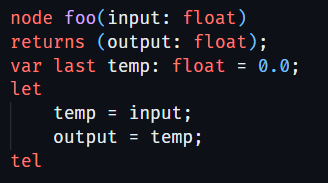 node foo(input: float)
returns (output: float);
var last temp: float = 0.0;
let
    temp = input;
    output = temp;
tel